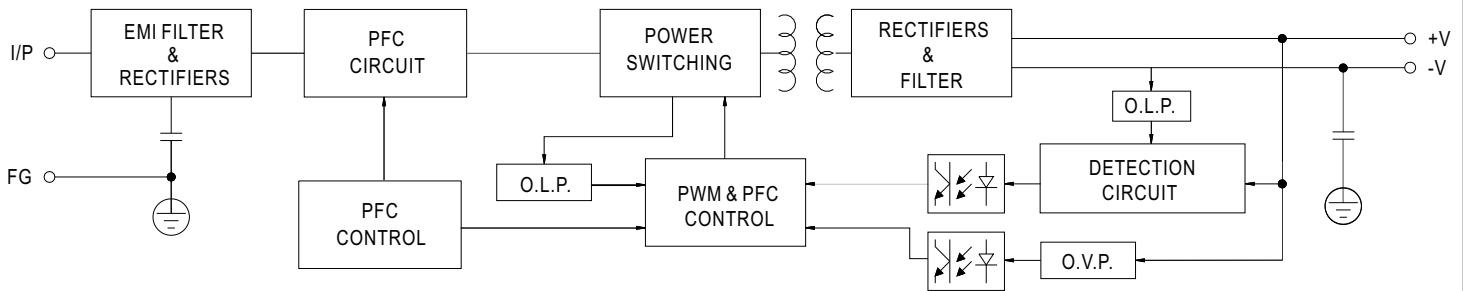 I/P
EMI FILTER
&
RECTIFIERS
PFC
CIRCUIT
POWER
SWITCHING
RECTIFIERS
&
FILTER
+V
-V
O.L.P.
FG
O.L.P.
PFC
CONTROL
PWM & PFC
CONTROL
DETECTION
CIRCUIT
O.V.P.